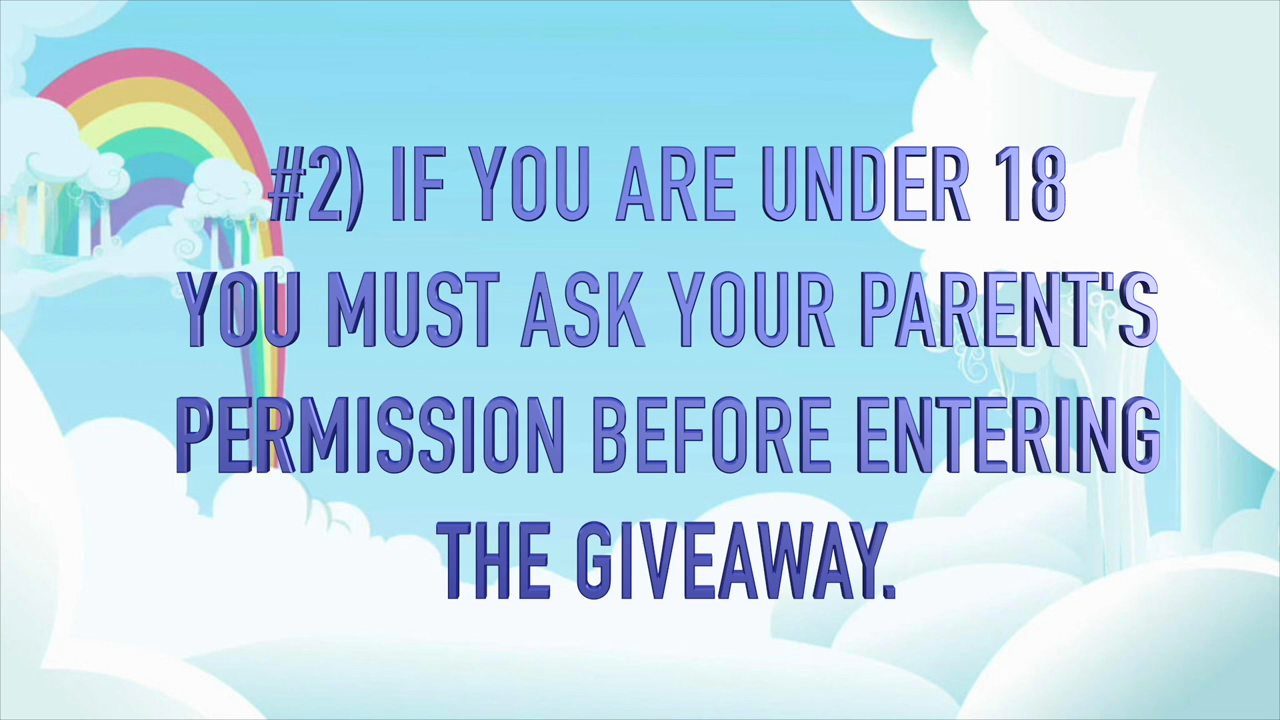 #2) IF YOU ARE UNDER 18
YOU MUST ASK YOUR PARENT'S
PERMISSION BEFORE ENTERING
THE GIVEAWAY.